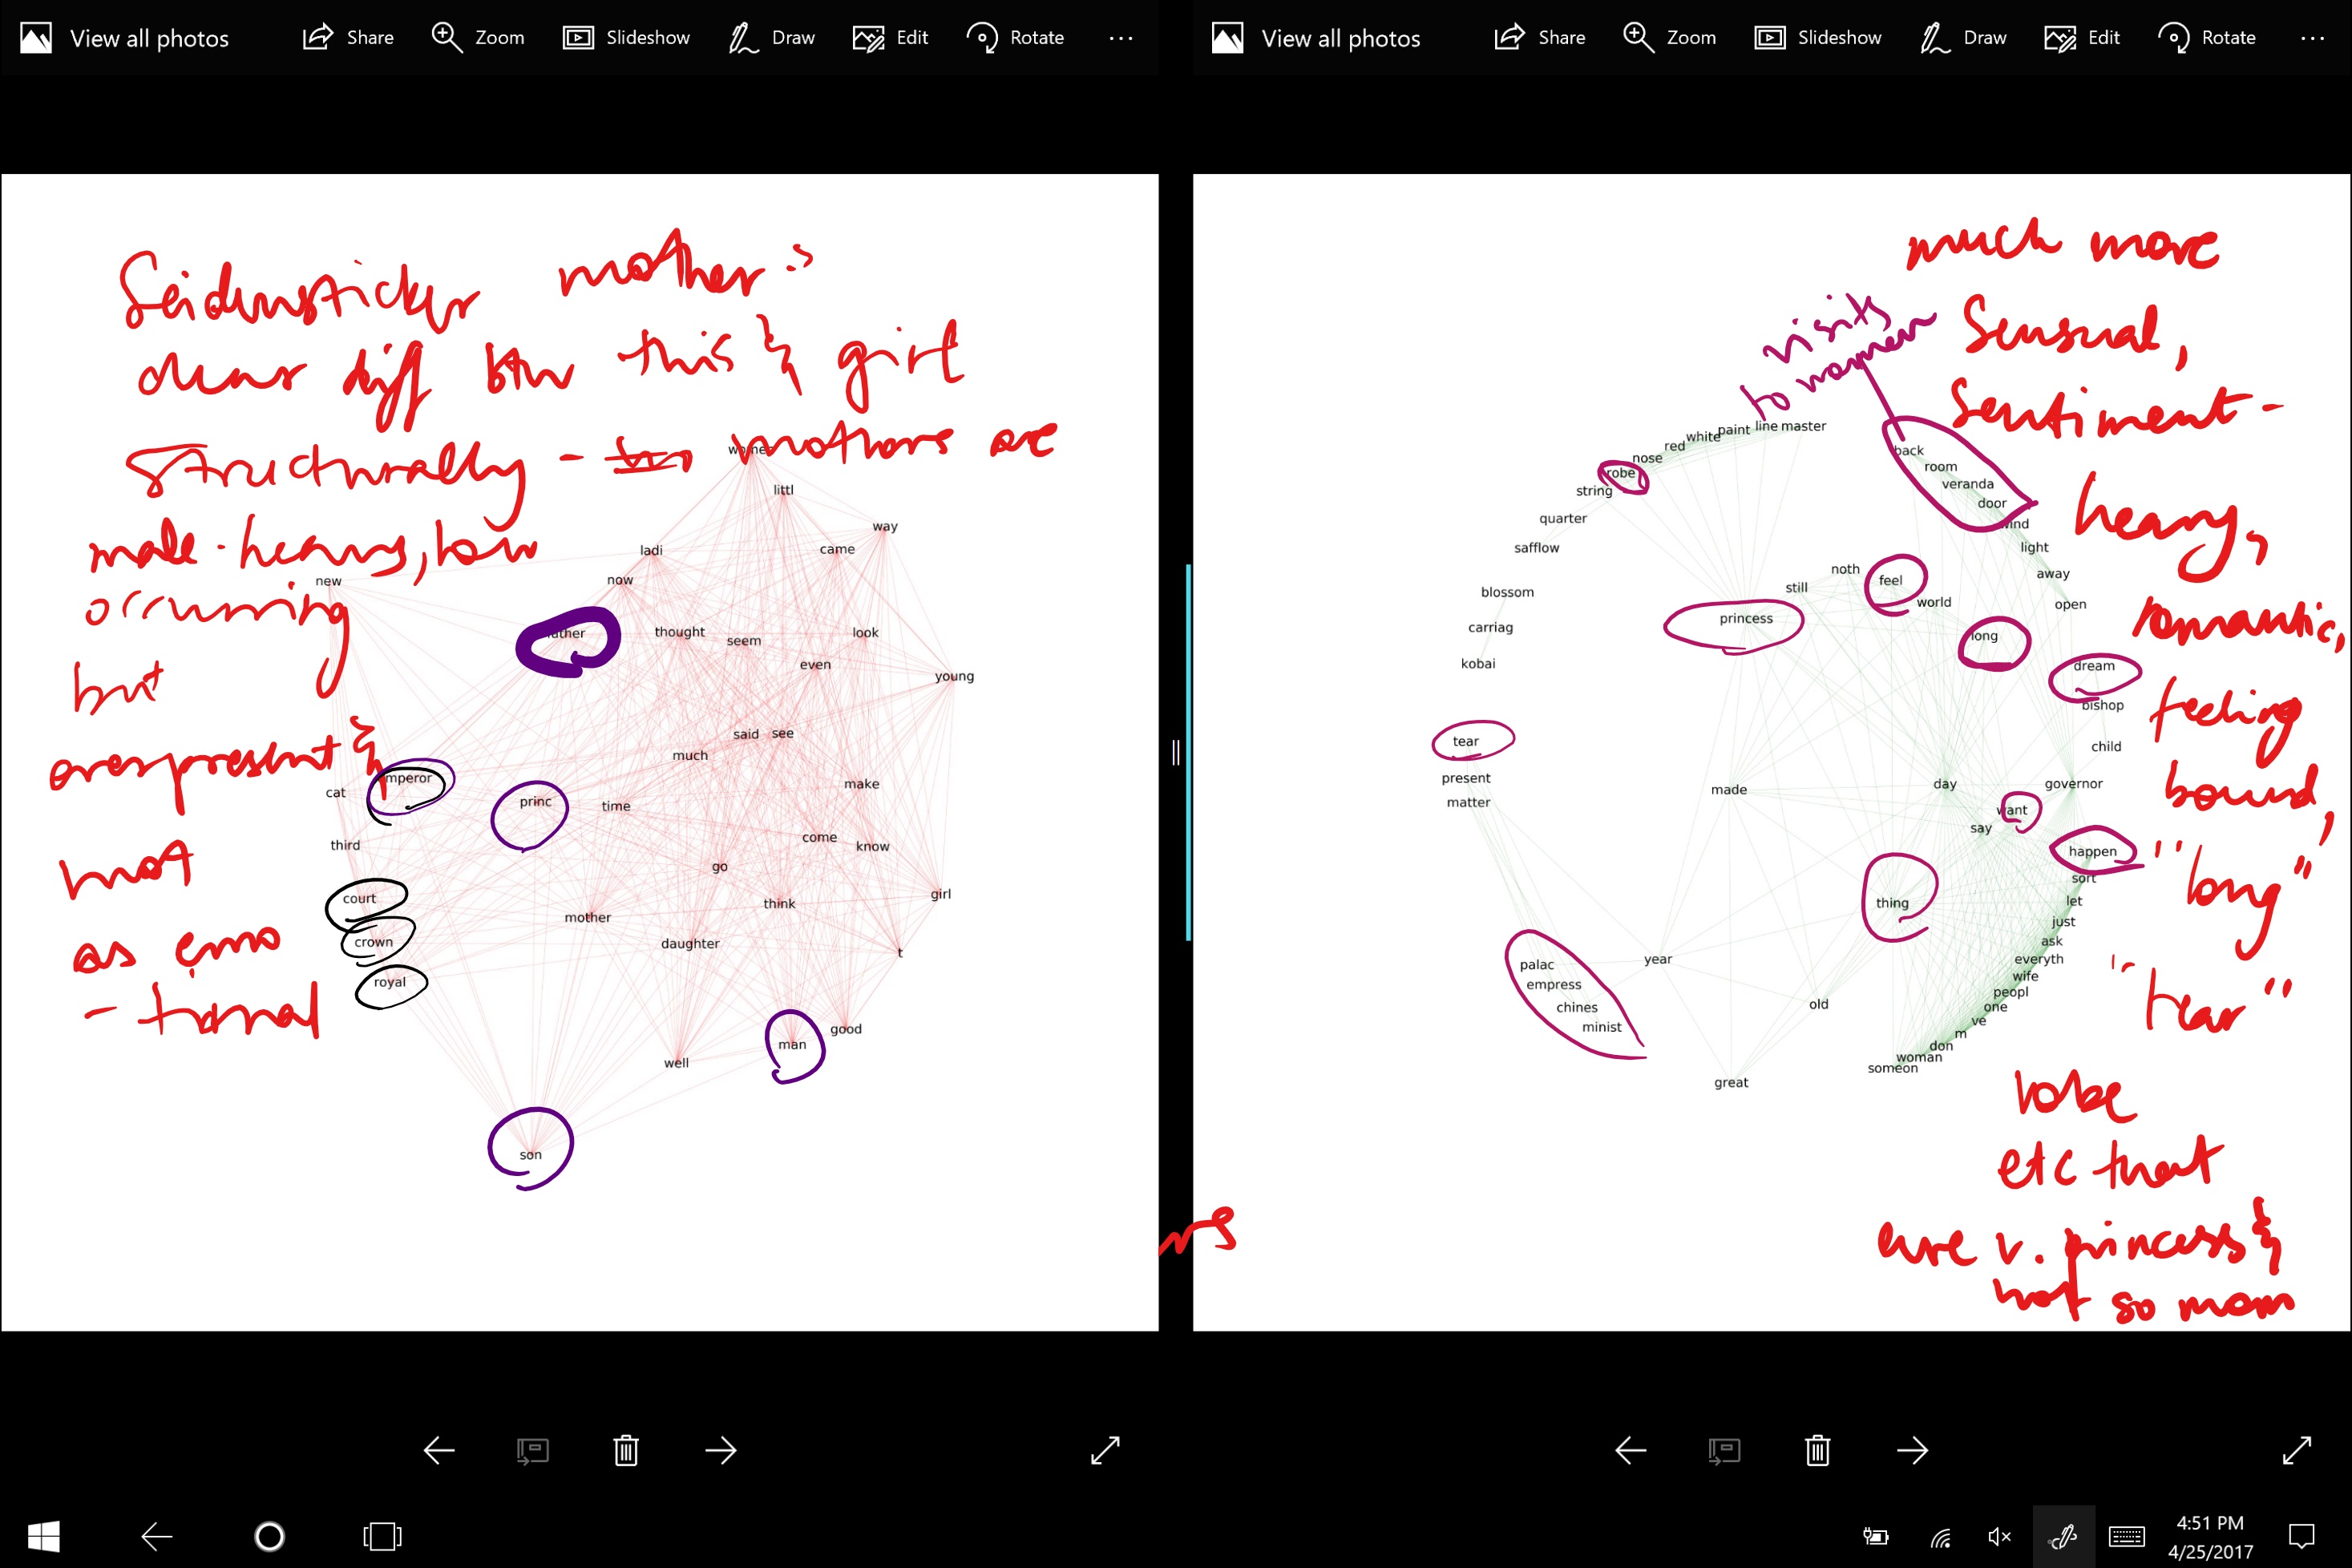 View all photos
Share
Zoom
Slideshow
Draw
Edit
Rotate
Seidensticker mother :
diff btw this & girl
structurally - mothers are
male-heavy, low
occurring
but
overpresent &
not
as emo
-tional
women
littl
way
came
ladi
now
new
father
thought
seem
look
even
young
said see
much
mperor
cat
princ
time
make
third
come
know
go
court
think
girl
mother
crown
daughter
t
royal
man
good
well
son
View all photos
Share
Zoom
Slideshow
Draw
Edit
Rotate
much more
sensual,
sentiment-
heavy,
romantic,
feeling
bound,
"long"
"tear"
robe
etc that
are v. princess &
not so mom
visits
to women
line master
paint
white
red
nose
robe
string
quarter
safflow
blossom
carriag
kobai
tear
present
matter
back
room
veranda
door
wind
light
away
open
noth
still
feel
world
princess
long
dream
bishop
child
made
day
governor
want
say
happen
sort
thing
let
just
ask
everyth
wife
peopl
one
ve
m
don
woman
someon
palac
empress
chines
minist
year
old
great
rs
4:51 PM
4/25/2017